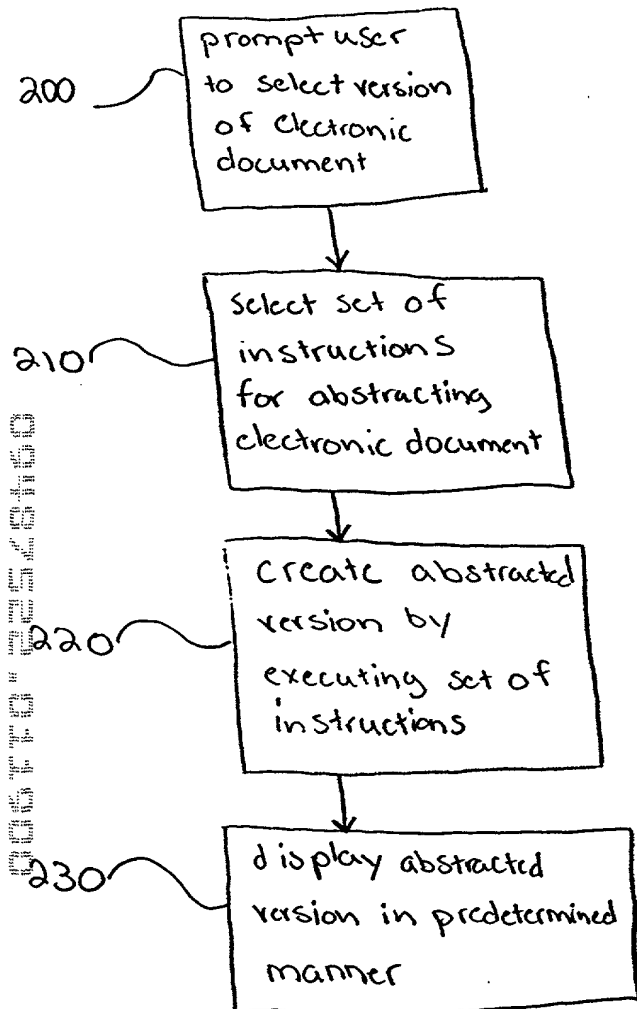 200
prompt user
to select version
of electronic
document
210
select set of
instructions
for abstracting
electronic document
220
create abstracted
version by
executing set of
instructions
230
display abstracted
version in predetermined
manner